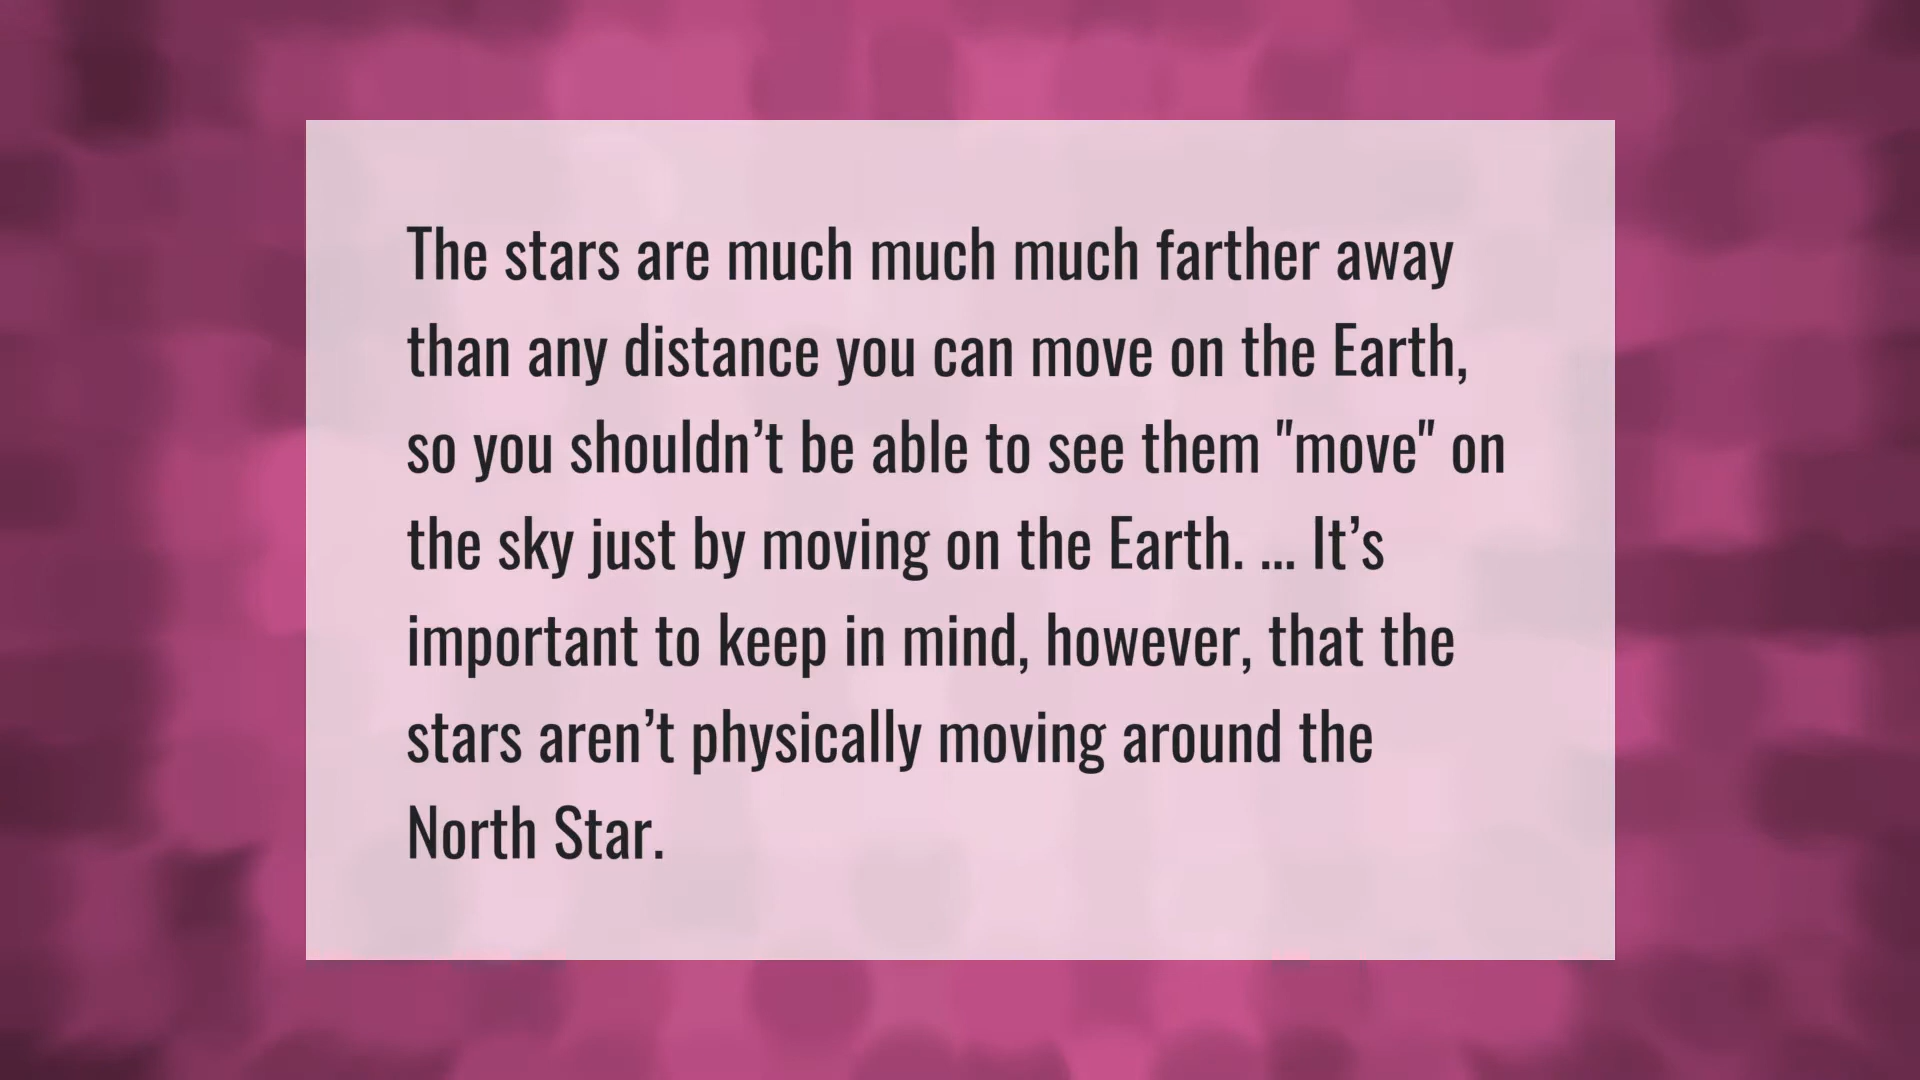 The stars are much much much farther away
than any distance you can move on the Earth,
so you shouldn’t be able to see them "move" on
the sky just by moving on the Earth. ... It’s
important to keep in mind, however, that the
stars aren’t physically moving around the
North Star.